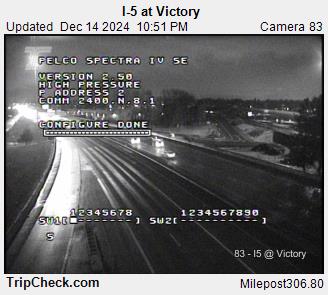 I-5 at Victory
Updated Dec 14 2024 10:51 PM Camera 83
PELCO SPECTRA IV SE
VERSION 2.50
HIGH PRESSURE
P ADDRESS 2
COMM 2400.N.8.1
CONFIGURE DONE
12345678 1234567890
SW1[ ] SW2[ ]
S
83 - I5 @ Victory
TripCheck.com Milepost306.80